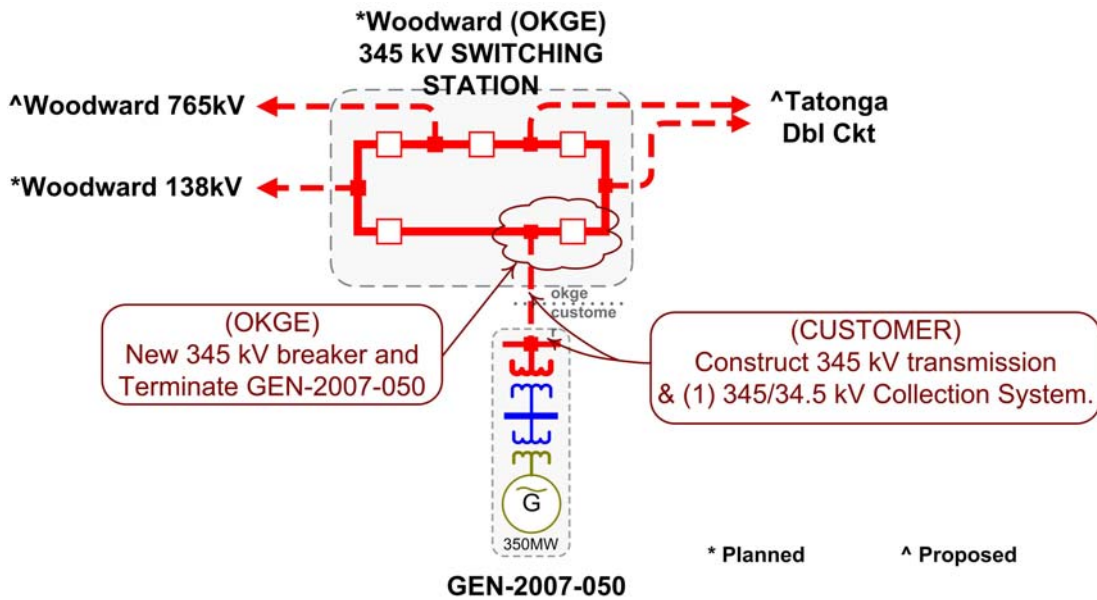 *Woodward (OKGE)
345 kV SWITCHING
STATION
^Woodward 765kV
^Tatonga
Dbl Ckt
*Woodward 138kV
okge
custome
r
(OKGE)
New 345 kV breaker and
Terminate GEN-2007-050
(CUSTOMER)
Construct 345 kV transmission
& (1) 345/34.5 kV Collection System.
G
350MW
* Planned
^ Proposed
GEN-2007-050